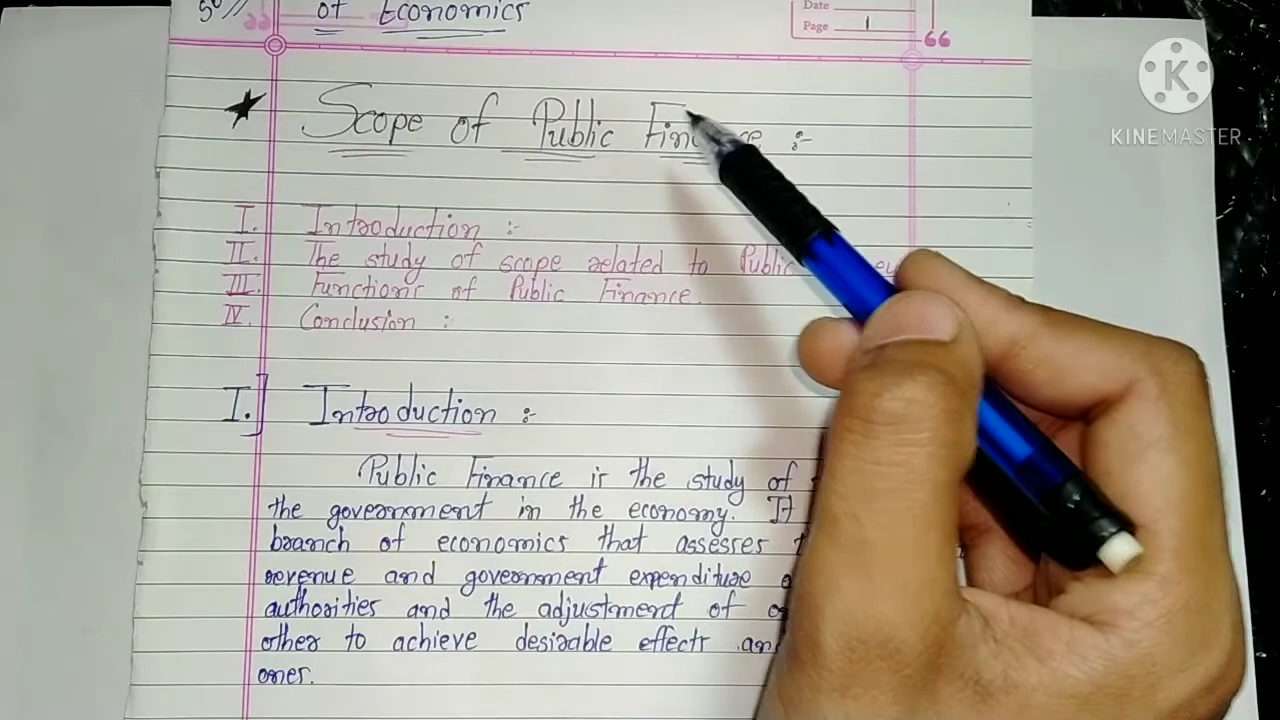 of Economics
Date
Page 1
KINEMASTER
Scope of Public Finance :-
I. Introduction :-
II. The study of scope related to Public
III. Functions of Public Finance.
IV. Conclusion :
I.] Introduction :-
Public Finance is the study of
the government in the economy. It
branch of economics that assesses
revenue and government expenditure
authorities and the adjustment of
other to achieve desirable effects
ones.